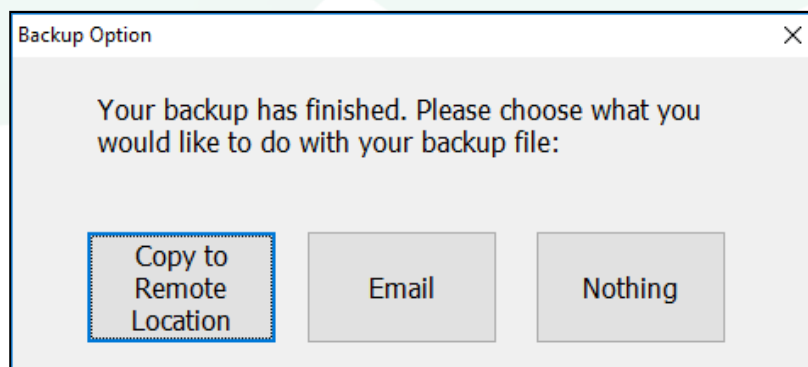 Backup Option
Your backup has finished. Please choose what you
would like to do with your backup file:
Copy to
Remote
Location
Email
Nothing